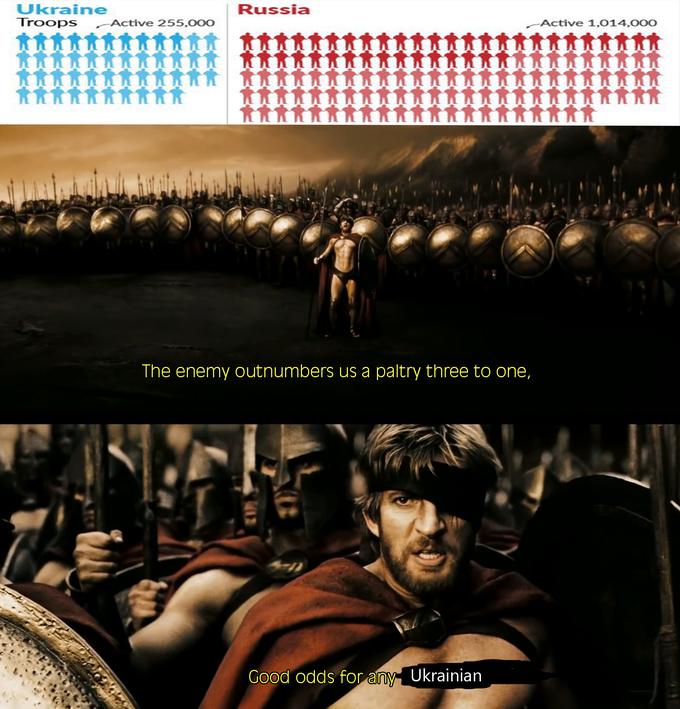 Ukraine
Troops Active 255,000
Russia
Active 1,014,000
The enemy outnumbers us a paltry three to one,
Good odds for any Ukrainian